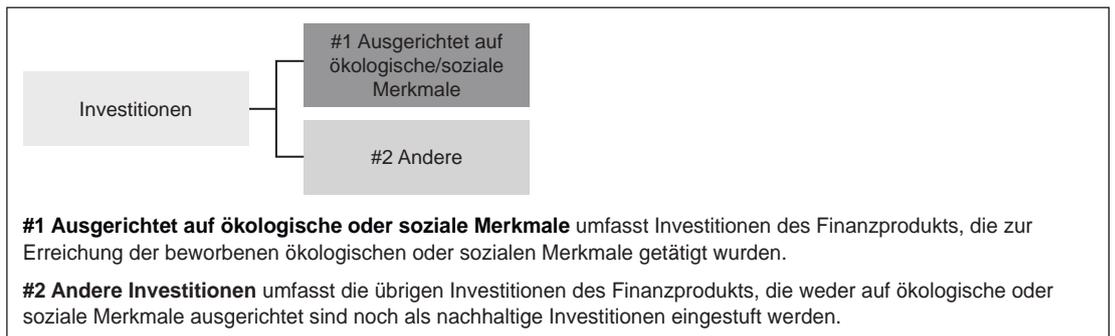 #1 Ausgerichtet auf
ökologische/soziale
Merkmale
Investitionen
#2 Andere
#1 Ausgerichtet auf ökologische oder soziale Merkmale umfasst Investitionen des Finanzprodukts, die zur
Erreichung der beworbenen ökologischen oder sozialen Merkmale getätigt wurden.
#2 Andere Investitionen umfasst die übrigen Investitionen des Finanzprodukts, die weder auf ökologische oder
soziale Merkmale ausgerichtet sind noch als nachhaltige Investitionen eingestuft werden.